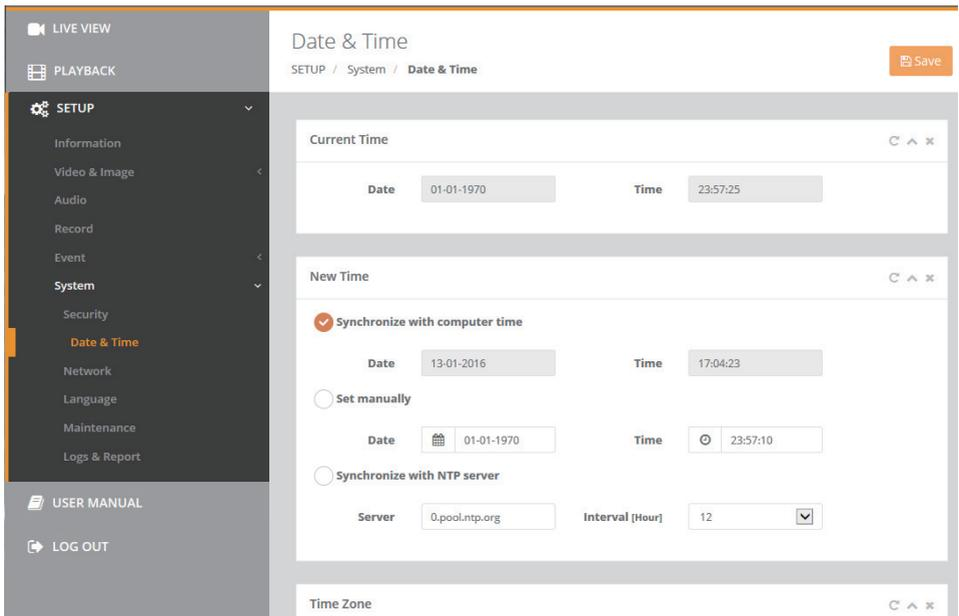 LIVE VIEW
PLAYBACK
SETUP
Information
Video & Image
Audio
Record
Event
System
Security
Date & Time
Network
Language
Maintenance
Logs & Report
USER MANUAL
LOG OUT
Date & Time
SETUP / System / Date & Time
Save
Current Time
Date 01-01-1970 Time 23:57:25
New Time
Synchronize with computer time
Date 13-01-2016 Time 17:04:23
Set manually
Date 01-01-1970 Time 23:57:10
Synchronize with NTP server
Server 0.pool.ntp.org Interval [Hour] 12
Time Zone